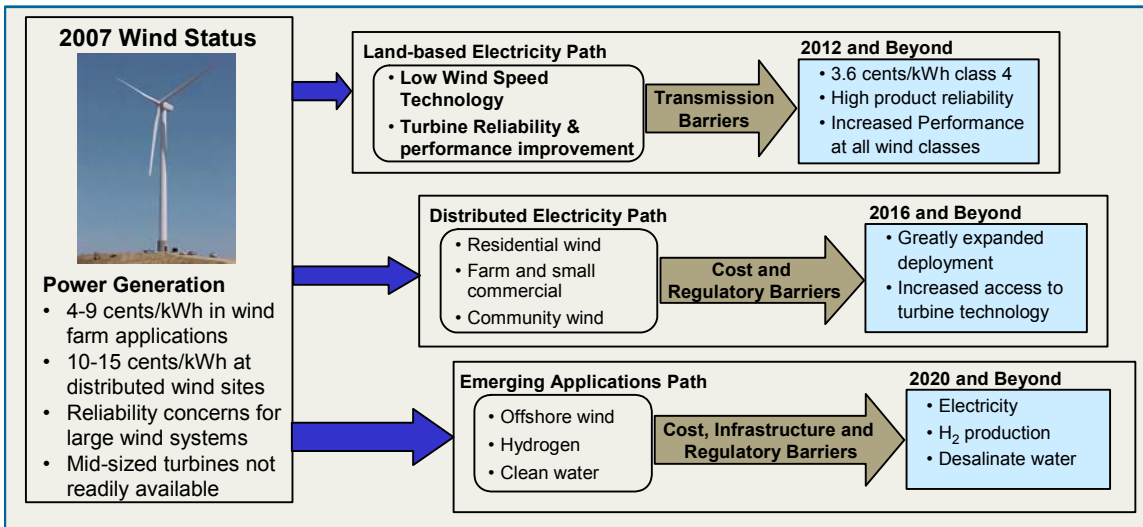 2007 Wind Status
Power Generation
• 4-9 cents/kWh in wind
farm applications
• 10-15 cents/kWh at
distributed wind sites
• Reliability concerns for
large wind systems
• Mid-sized turbines not
readily available
Land-based Electricity Path
• Low Wind Speed
Technology
• Turbine Reliability &
performance improvement
Transmission
Barriers
2012 and Beyond
• 3.6 cents/kWh class 4
• High product reliability
• Increased Performance
at all wind classes
Distributed Electricity Path
• Residential wind
• Farm and small
commercial
• Community wind
Cost and
Regulatory Barriers
2016 and Beyond
• Greatly expanded
deployment
• Increased access to
turbine technology
Emerging Applications Path
• Offshore wind
• Hydrogen
• Clean water
Cost, Infrastructure and
Regulatory Barriers
2020 and Beyond
• Electricity
• H₂ production
• Desalinate water